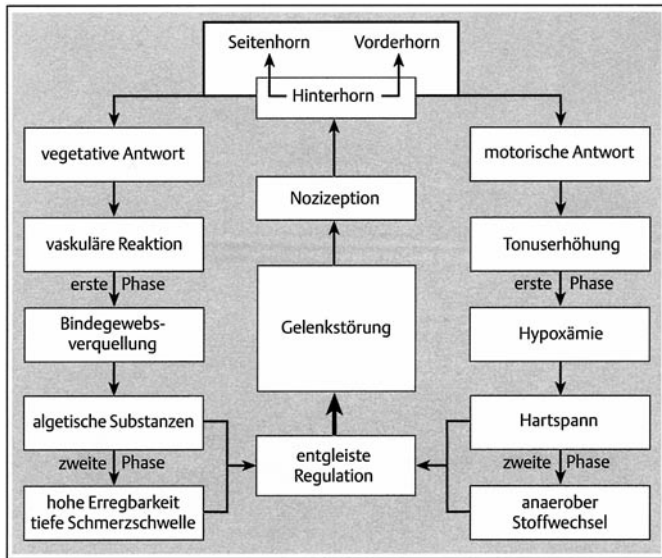 Seitenhorn
Vorderhorn
Hinterhorn
vegetative Antwort
motorische Antwort
Nozizeption
vaskuläre Reaktion
Tonuserhöhung
erste Phase
erste Phase
Gelenkstörung
Bindegewebs-
verquellung
Hypoxämie
algetische Substanzen
Hartspann
entgleiste
Regulation
zweite Phase
zweite Phase
hohe Erregbarkeit
tiefe Schmerzschwelle
anaerober
Stoffwechsel